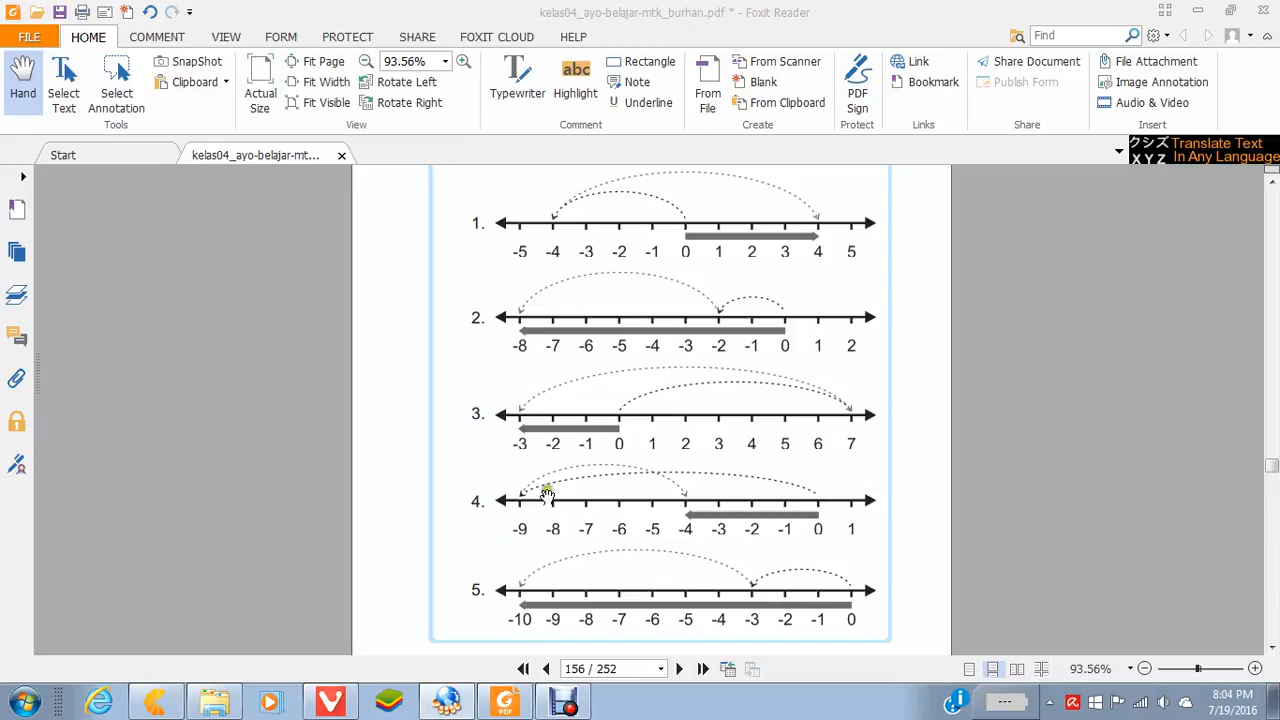 kelas04_ayo-belajar-mtk_burhan.pdf * - Foxit Reader
FILE HOME COMMENT VIEW FORM PROTECT SHARE FOXIT CLOUD HELP Find
Hand
Select Text
Select Annotation
SnapShot
Clipboard
Tools
Actual Size
Fit Page
Fit Width
Fit Visible
93.56%
Rotate Left
Rotate Right
View
Typewriter
abc
Highlight
Rectangle
Note
U Underline
Comment
From File
From Scanner
Blank
From Clipboard
Create
PDF Sign
Protect
Link
Bookmark
Links
Share Document
Publish Form
Share
File Attachment
Image Annotation
Audio & Video
Insert
Start
kelas04_ayo-belajar-mt...
クシズ Translate Text
XYZ In Any Language
1.
-5 -4 -3 -2 -1 0 1 2 3 4 5
2.
-8 -7 -6 -5 -4 -3 -2 -1 0 1 2
3.
-3 -2 -1 0 1 2 3 4 5 6 7
4.
-9 -8 -7 -6 -5 -4 -3 -2 -1 0 1
5.
-10 -9 -8 -7 -6 -5 -4 -3 -2 -1 0
156 / 252
93.56%
PDF
---
8:04 PM
7/19/2016